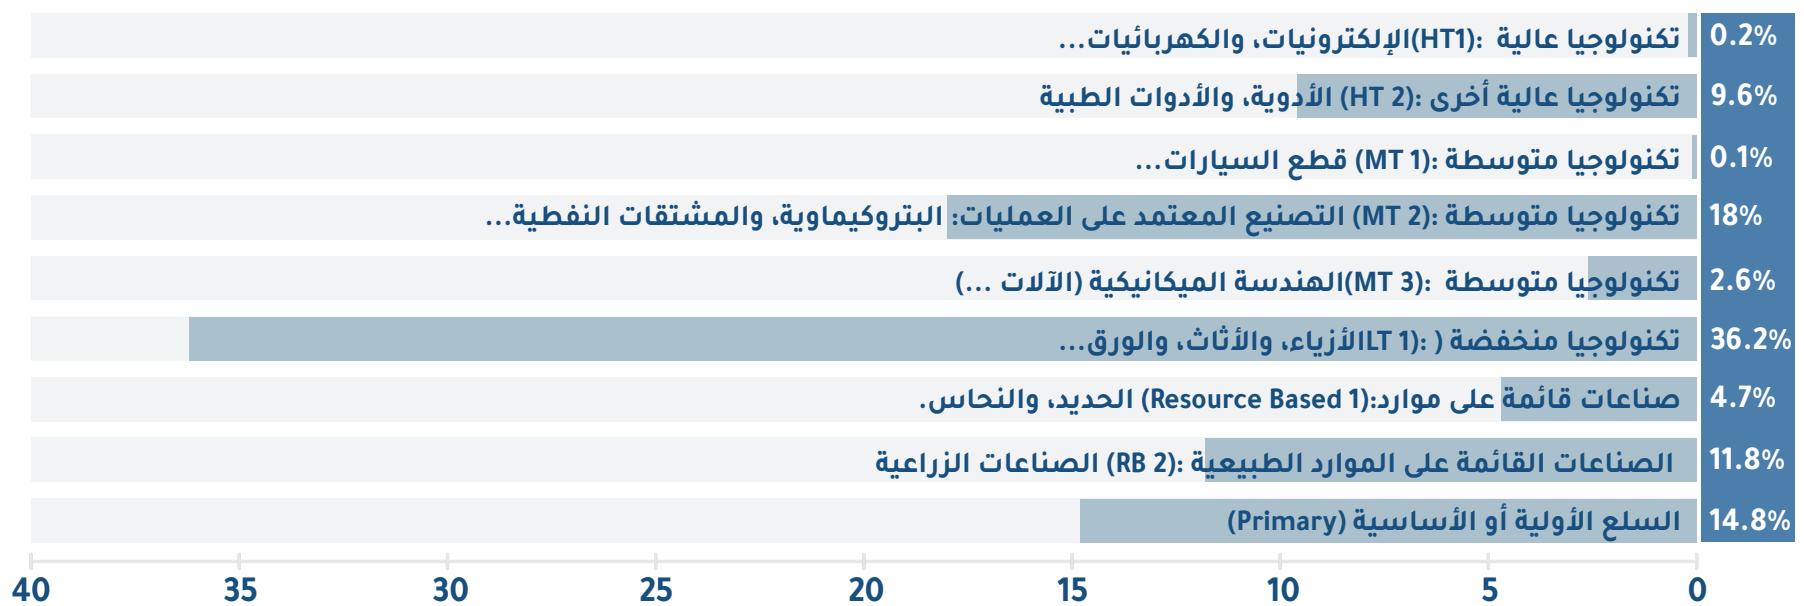 0.2% تكنولوجيا عالية :(HT1)الإلكترونيات، والكهربائيات...
9.6% تكنولوجيا عالية أخرى :(HT 2) الأدوية، والأدوات الطبية
0.1% تكنولوجيا متوسطة :(MT 1) قطع السيارات...
18% تكنولوجيا متوسطة :(MT 2) التصنيع المعتمد على العمليات: البتروكيماوية، والمشتقات النفطية...
2.6% تكنولوجيا متوسطة :(MT 3)الهندسة الميكانيكية (الآلات ...)
36.2% تكنولوجيا منخفضة ( :(LT 1الأزياء، والأثاث، والورق...
4.7% صناعات قائمة على موارد:(Resource Based 1) الحديد، والنحاس.
11.8% الصناعات القائمة على الموارد الطبيعية :(RB 2) الصناعات الزراعية
14.8% السلع الأولية أو الأساسية (Primary)
40 35 30 25 20 15 10 5 0